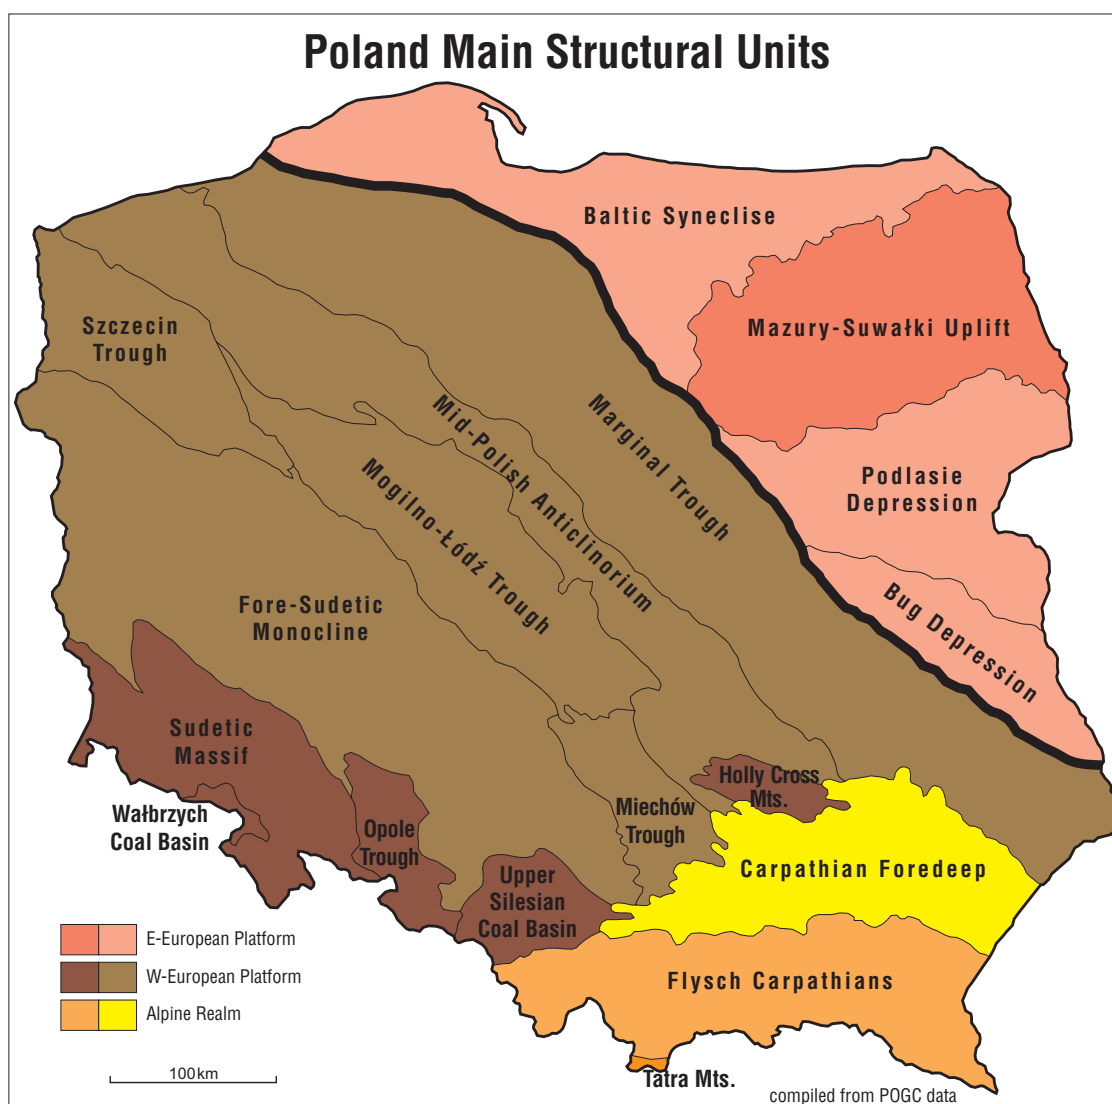 Poland Main Structural Units
Baltic Syneclise
Mazury-Suwałki Uplift
Szczecin
Trough
Marginal Trough
Mid-Polish Anticlinorium
Mogilno-Łódź Trough
Podlasie
Depression
Bug Depression
Fore-Sudetic
Monocline
Sudetic
Massif
Wałbrzych
Coal Basin
Opole
Trough
Holly Cross
Mts.
Miechów
Trough
Upper
Silesian
Coal Basin
Carpathian Foredeep
Flysch Carpathians
Tatra Mts.
E-European Platform
W-European Platform
Alpine Realm
100km
compiled from POGC data